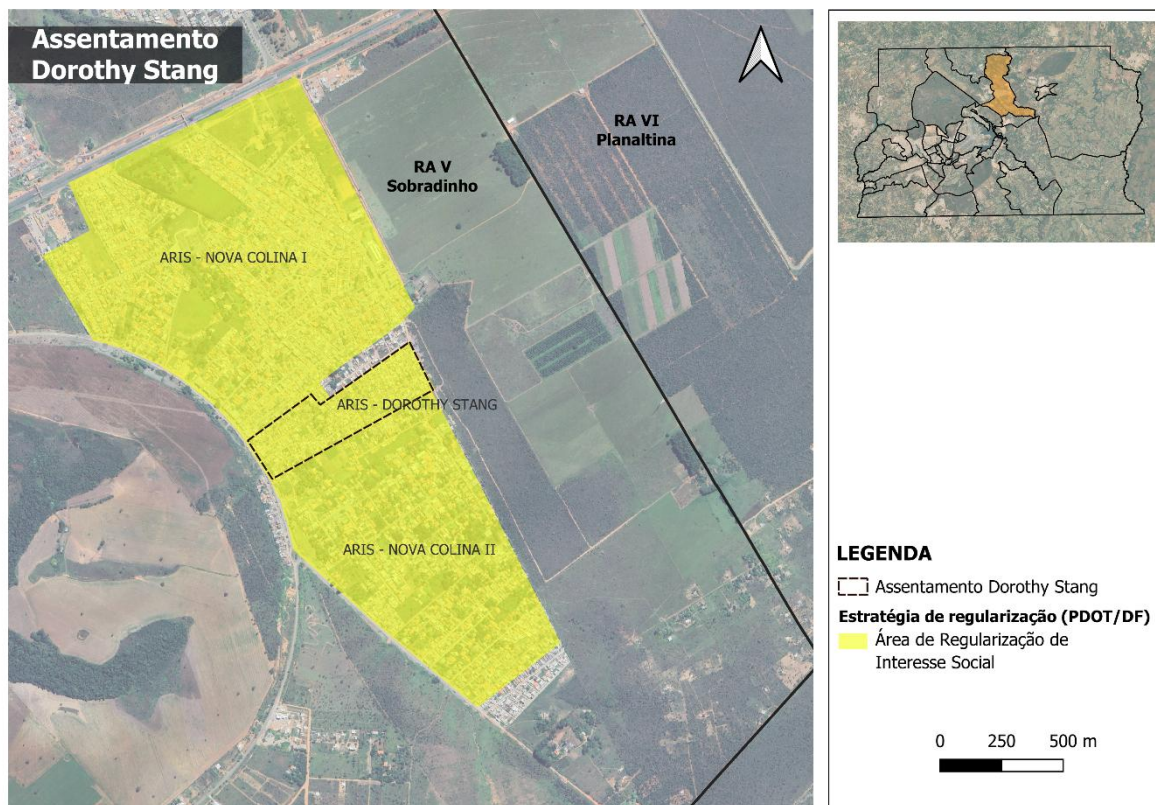 Assentamento
Dorothy Stang
RA VI
Planaltina
RA V
Sobradinho
ARIS - NOVA COLINA I
ARIS - DOROTHY STANG
ARIS - NOVA COLINA II
LEGENDA
Assentamento Dorothy Stang
Estratégia de regularização (PDOT/DF)
Área de Regularização de
Interesse Social
0 250 500 m